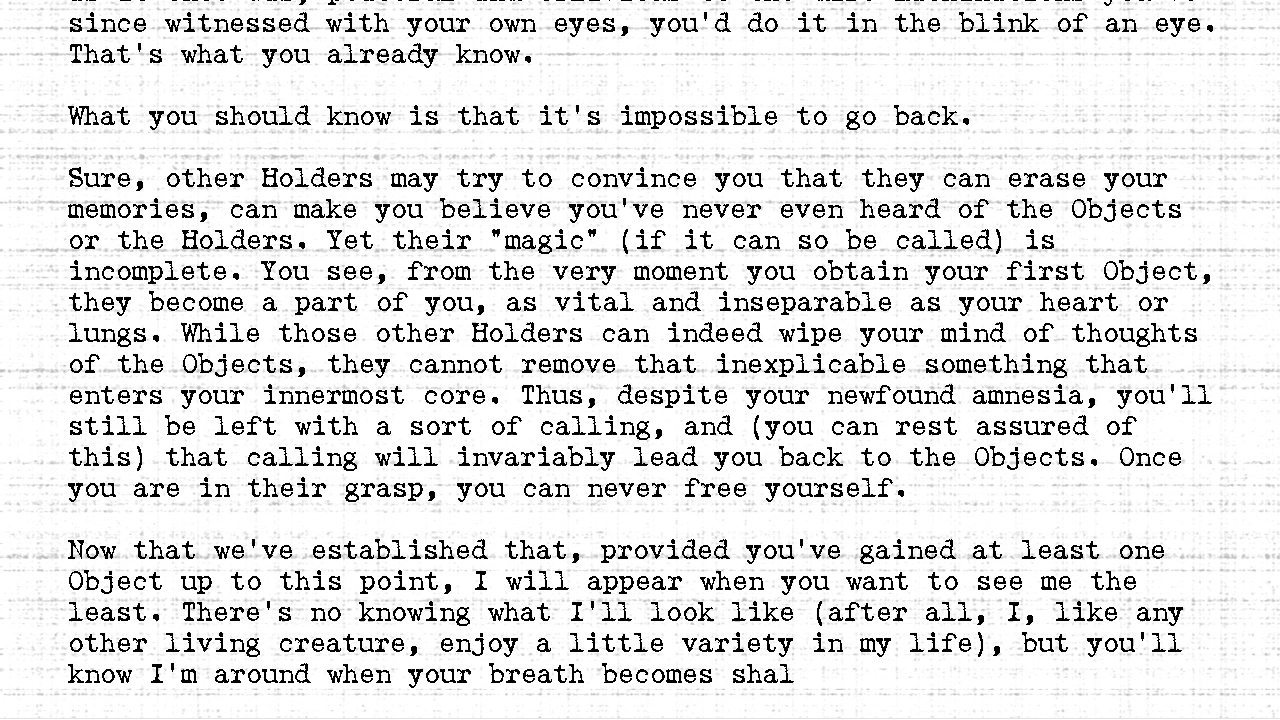 since witnessed with your own eyes, you'd do it in the blink of an eye.
That's what you already know.
What you should know is that it's impossible to go back.
Sure, other Holders may try to convince you that they can erase your
memories, can make you believe you've never even heard of the Objects
or the Holders. Yet their "magic" (if it can so be called) is
incomplete. You see, from the very moment you obtain your first Object,
they become a part of you, as vital and inseparable as your heart or
lungs. While those other Holders can indeed wipe your mind of thoughts
of the Objects, they cannot remove that inexplicable something that
enters your innermost core. Thus, despite your newfound amnesia, you'll
still be left with a sort of calling, and (you can rest assured of
this) that calling will invariably lead you back to the Objects. Once
you are in their grasp, you can never free yourself.
Now that we've established that, provided you've gained at least one
Object up to this point, I will appear when you want to see me the
least. There's no knowing what I'll look like (after all, I, like any
other living creature, enjoy a little variety in my life), but you'll
know I'm around when your breath becomes shal